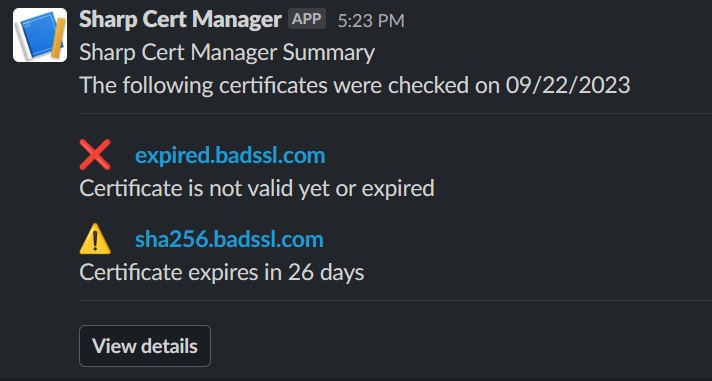 Sharp Cert Manager APP 5:23 PM
Sharp Cert Manager Summary
The following certificates were checked on 09/22/2023
❌ expired.badssl.com
Certificate is not valid yet or expired
⚠️ sha256.badssl.com
Certificate expires in 26 days
View details